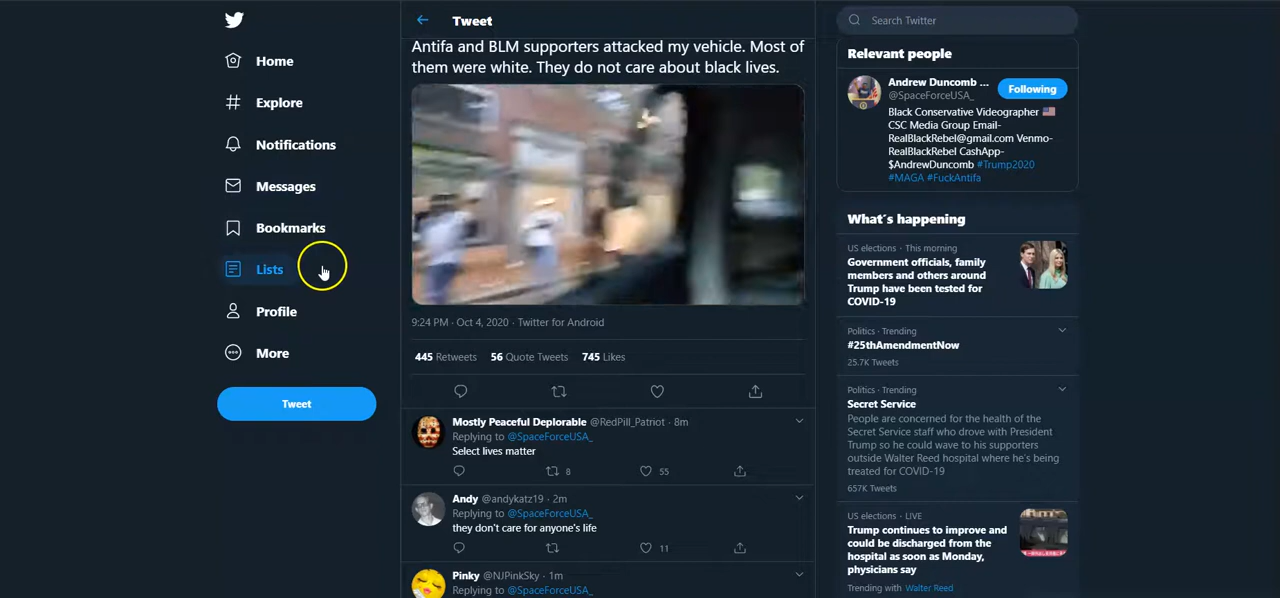 Home
Explore
Notifications
Messages
Bookmarks
Lists
Profile
More
Tweet
Tweet
Antifa and BLM supporters attacked my vehicle. Most of
them were white. They do not care about black lives.
9:24 PM · Oct 4, 2020 · Twitter for Android
445 Retweets 56 Quote Tweets 745 Likes
Mostly Peaceful Deplorable @RedPill_Patriot · 8m
Replying to @SpaceForceUSA_
Select lives matter
8 55
Andy @andykatz19 · 2m
Replying to @SpaceForceUSA_
they don't care for anyone's life
11
Pinky @NJPinkSky · 1m
Replying to @SpaceForceUSA_
Search Twitter
Relevant people
Andrew Duncomb ...
@SpaceForceUSA_
Following
Black Conservative Videographer 🇺🇸
CSC Media Group Email-
RealBlackRebel@gmail.com Venmo-
RealBlackRebel CashApp-
$AndrewDuncomb #Trump2020
#MAGA #FuckAntifa
What's happening
US elections · This morning
Government officials, family
members and others around
Trump have been tested for
COVID-19
Politics · Trending
#25thAmendmentNow
25.7K Tweets
Politics · Trending
Secret Service
People are concerned for the health of the
Secret Service staff who drove with President
Trump so he could wave to his supporters
outside Walter Reed hospital where he's being
treated for COVID-19
657K Tweets
US elections · LIVE
Trump continues to improve and
could be discharged from the
hospital as soon as Monday,
physicians say
Trending with Walter Reed